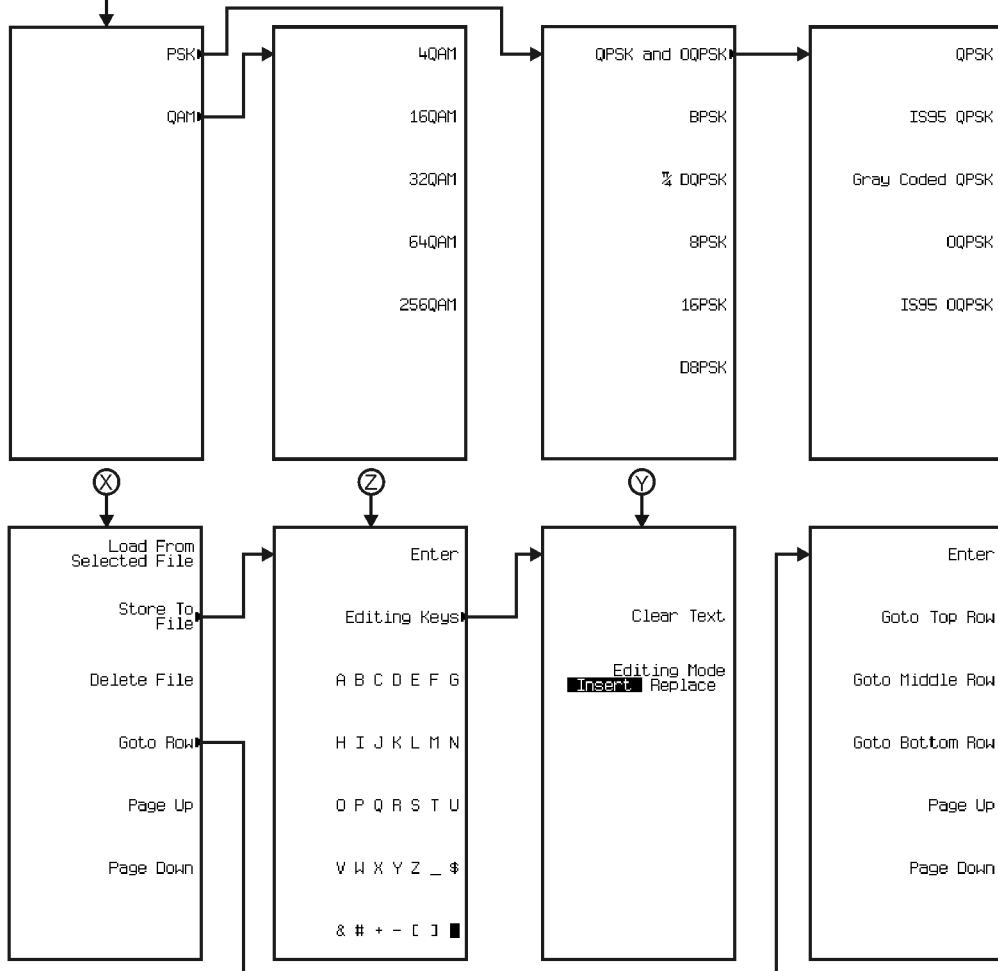 PSK
QAM
4QAM
16QAM
32QAM
64QAM
256QAM
QPSK and OQPSK
BPSK
π/4 DQPSK
8PSK
16PSK
D8PSK
QPSK
IS95 QPSK
Gray Coded QPSK
OQPSK
IS95 OQPSK
X
Load From
Selected File
Store To
File
Delete File
Goto Row
Page Up
Page Down
Z
Enter
Editing Keys
A B C D E F G
H I J K L M N
O P Q R S T U
V W X Y Z _ $
& # + - [ ] █
Y
Clear Text
Editing Mode
Insert Replace
Enter
Goto Top Row
Goto Middle Row
Goto Bottom Row
Page Up
Page Down